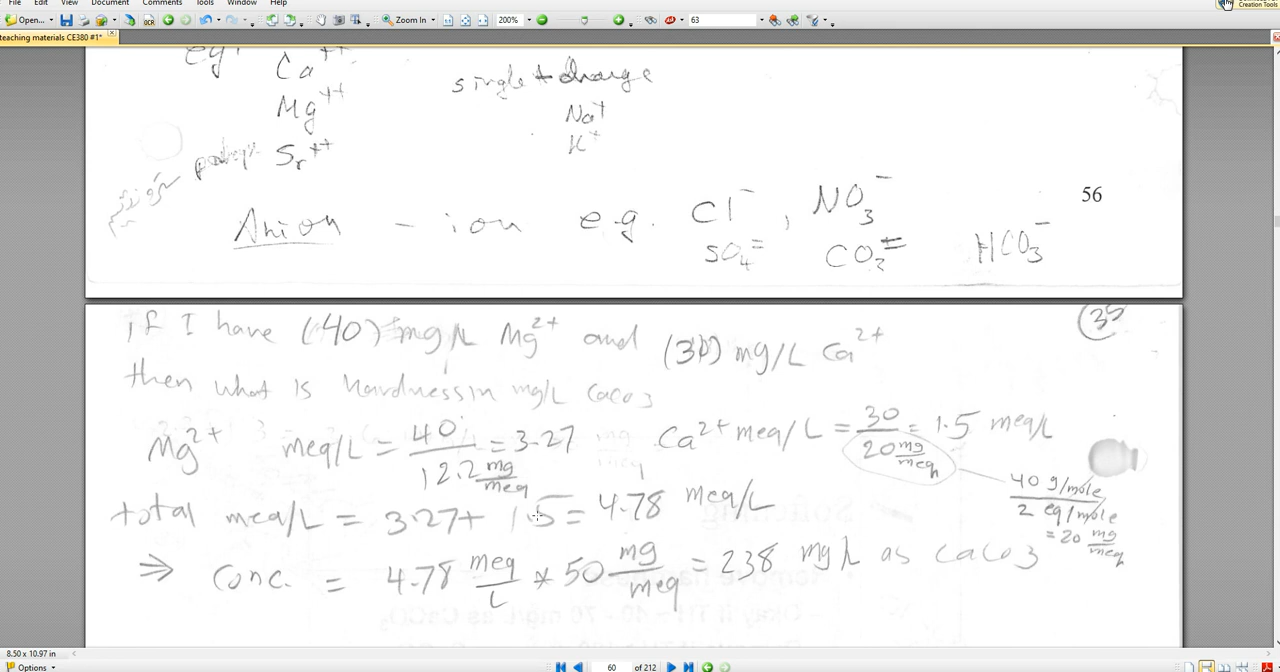 File Edit View Document Comments Tools Window Help
Open... Zoom In 200% 63 Creation Tools
teaching materials CE380 #1*
eg. Ca++ single + charge
Mg++ Na+
Sr++ K+
56
Anion - ion e.g. Cl-, NO3-
SO4= CO2= HCO3-
35
if I have (40) mg/L Mg2+ and (30) mg/L Ca2+
then what is hardness in mg/L CaCO3
Mg2+ meq/L = 40 / 12.2 mg/meq = 3.27 Ca2+ meq/L = 30 / 20 mg/meq = 1.5 meq/L
40 g/mole / 2 eq/mole = 20 mg/meq
total meq/L = 3.27 + 1.5 = 4.78 meq/L
⇒ Conc. = 4.78 meq/L * 50 mg/meq = 238 mg/L as CaCO3
8.50 x 10.97 in
Options 60 of 212